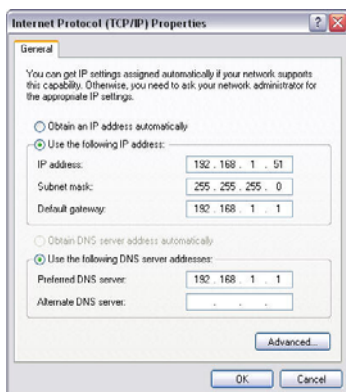 Internet Protocol (TCP/IP) Properties
General
You can get IP settings assigned automatically if your network supports
this capability. Otherwise, you need to ask your network administrator for
the appropriate IP settings.
Obtain an IP address automatically
Use the following IP address:
IP address: 192 . 168 . 1 . 51
Subnet mask: 255 . 255 . 255 . 0
Default gateway: 192 . 168 . 1 . 1
Obtain DNS server address automatically
Use the following DNS server addresses:
Preferred DNS server: 192 . 168 . 1 . 1
Alternate DNS server: . . .
Advanced...
OK Cancel